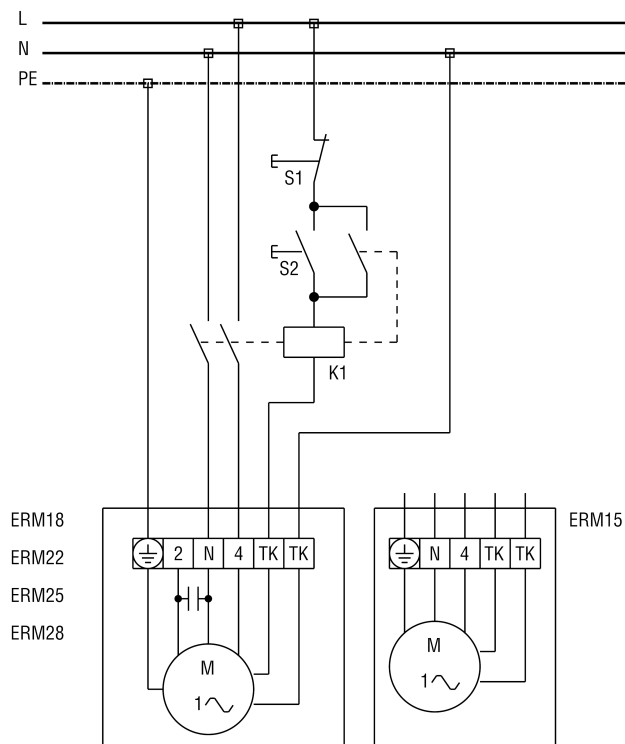 L
N
PE
S1
S2
K1
ERM18
ERM22
ERM25
ERM28
2 N 4 TK TK
M
1
ERM15
N 4 TK TK
M
1